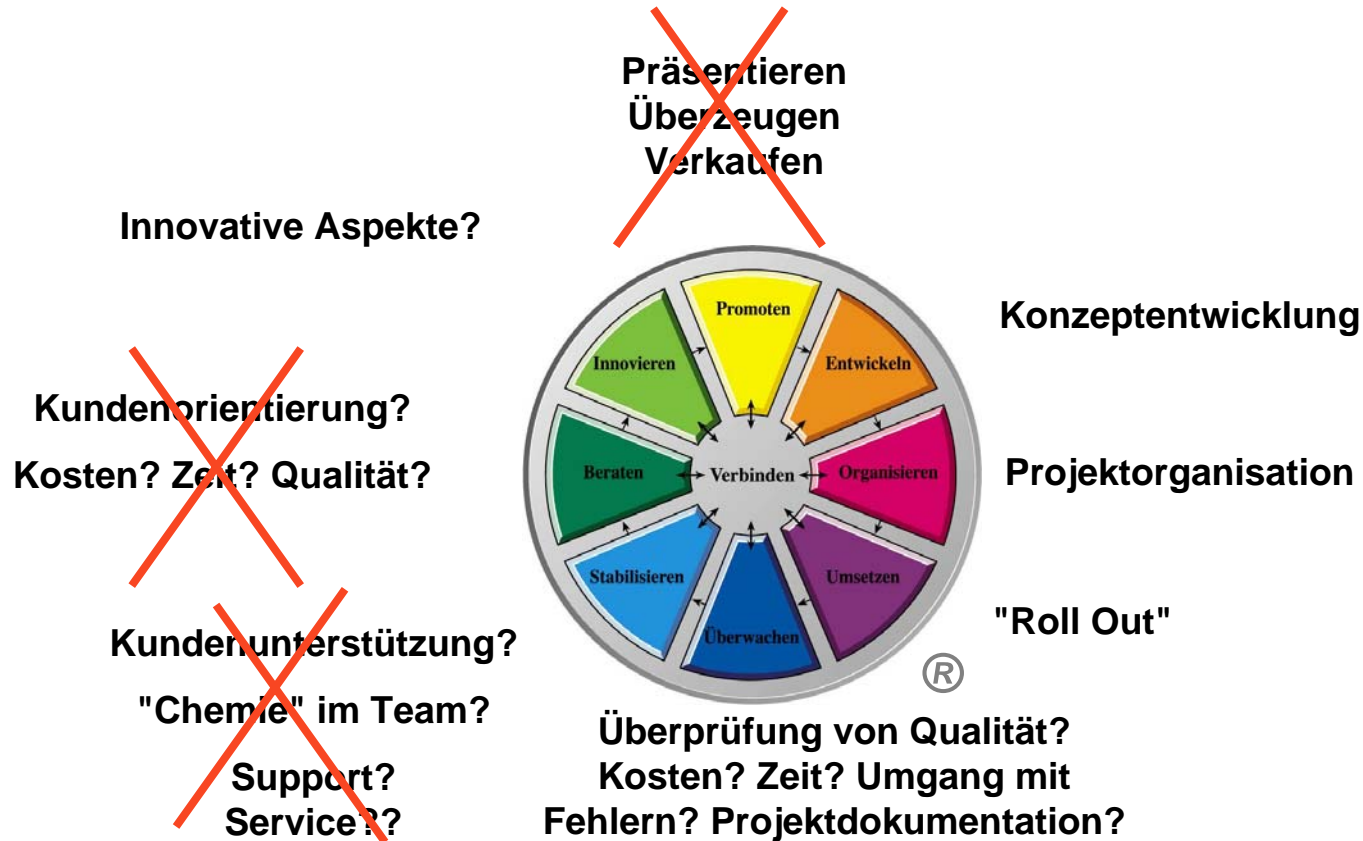 Präsentieren
Überzeugen
Verkaufen
Innovative Aspekte?
Konzeptentwicklung
Kundenorientierung?
Kosten? Zeit? Qualität?
Projektorganisation
Kundenunterstützung?
"Chemie" im Team?
Support?
Service??
"Roll Out"
Überprüfung von Qualität?
Kosten? Zeit? Umgang mit
Fehlern? Projektdokumentation?
Promoten
Innovieren
Entwickeln
Beraten
Verbinden
Organisieren
Stabilisieren
Umsetzen
Überwachen
®